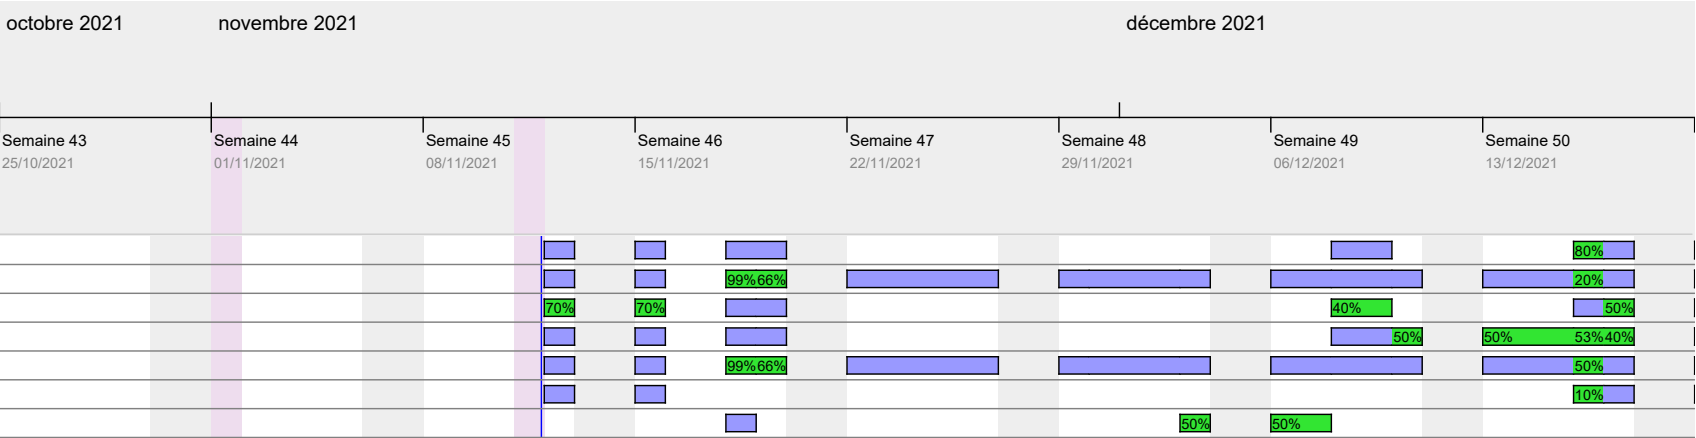 octobre 2021 novembre 2021 décembre 2021
Semaine 43 Semaine 44 Semaine 45 Semaine 46 Semaine 47 Semaine 48 Semaine 49 Semaine 50
25/10/2021 01/11/2021 08/11/2021 15/11/2021 22/11/2021 29/11/2021 06/12/2021 13/12/2021
80%
99% 66% 20%
70% 70% 40% 50%
50% 50% 53% 40%
99% 66% 50%
10%
50% 50%